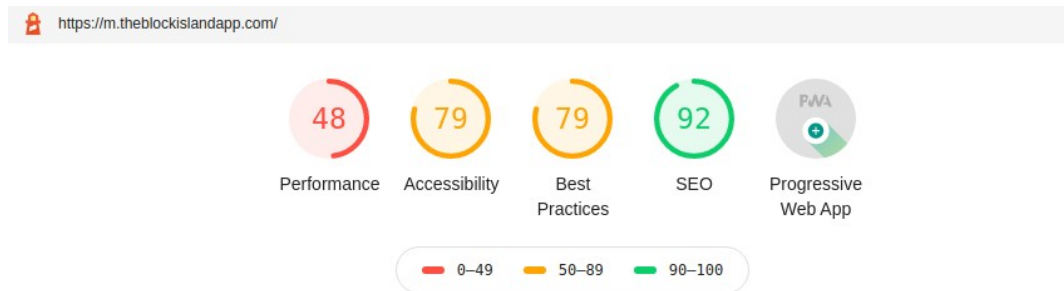 https://m.theblockislandapp.com/
48 79 79 92 PWA
Performance Accessibility Best Practices SEO Progressive Web App
0–49 50–89 90–100